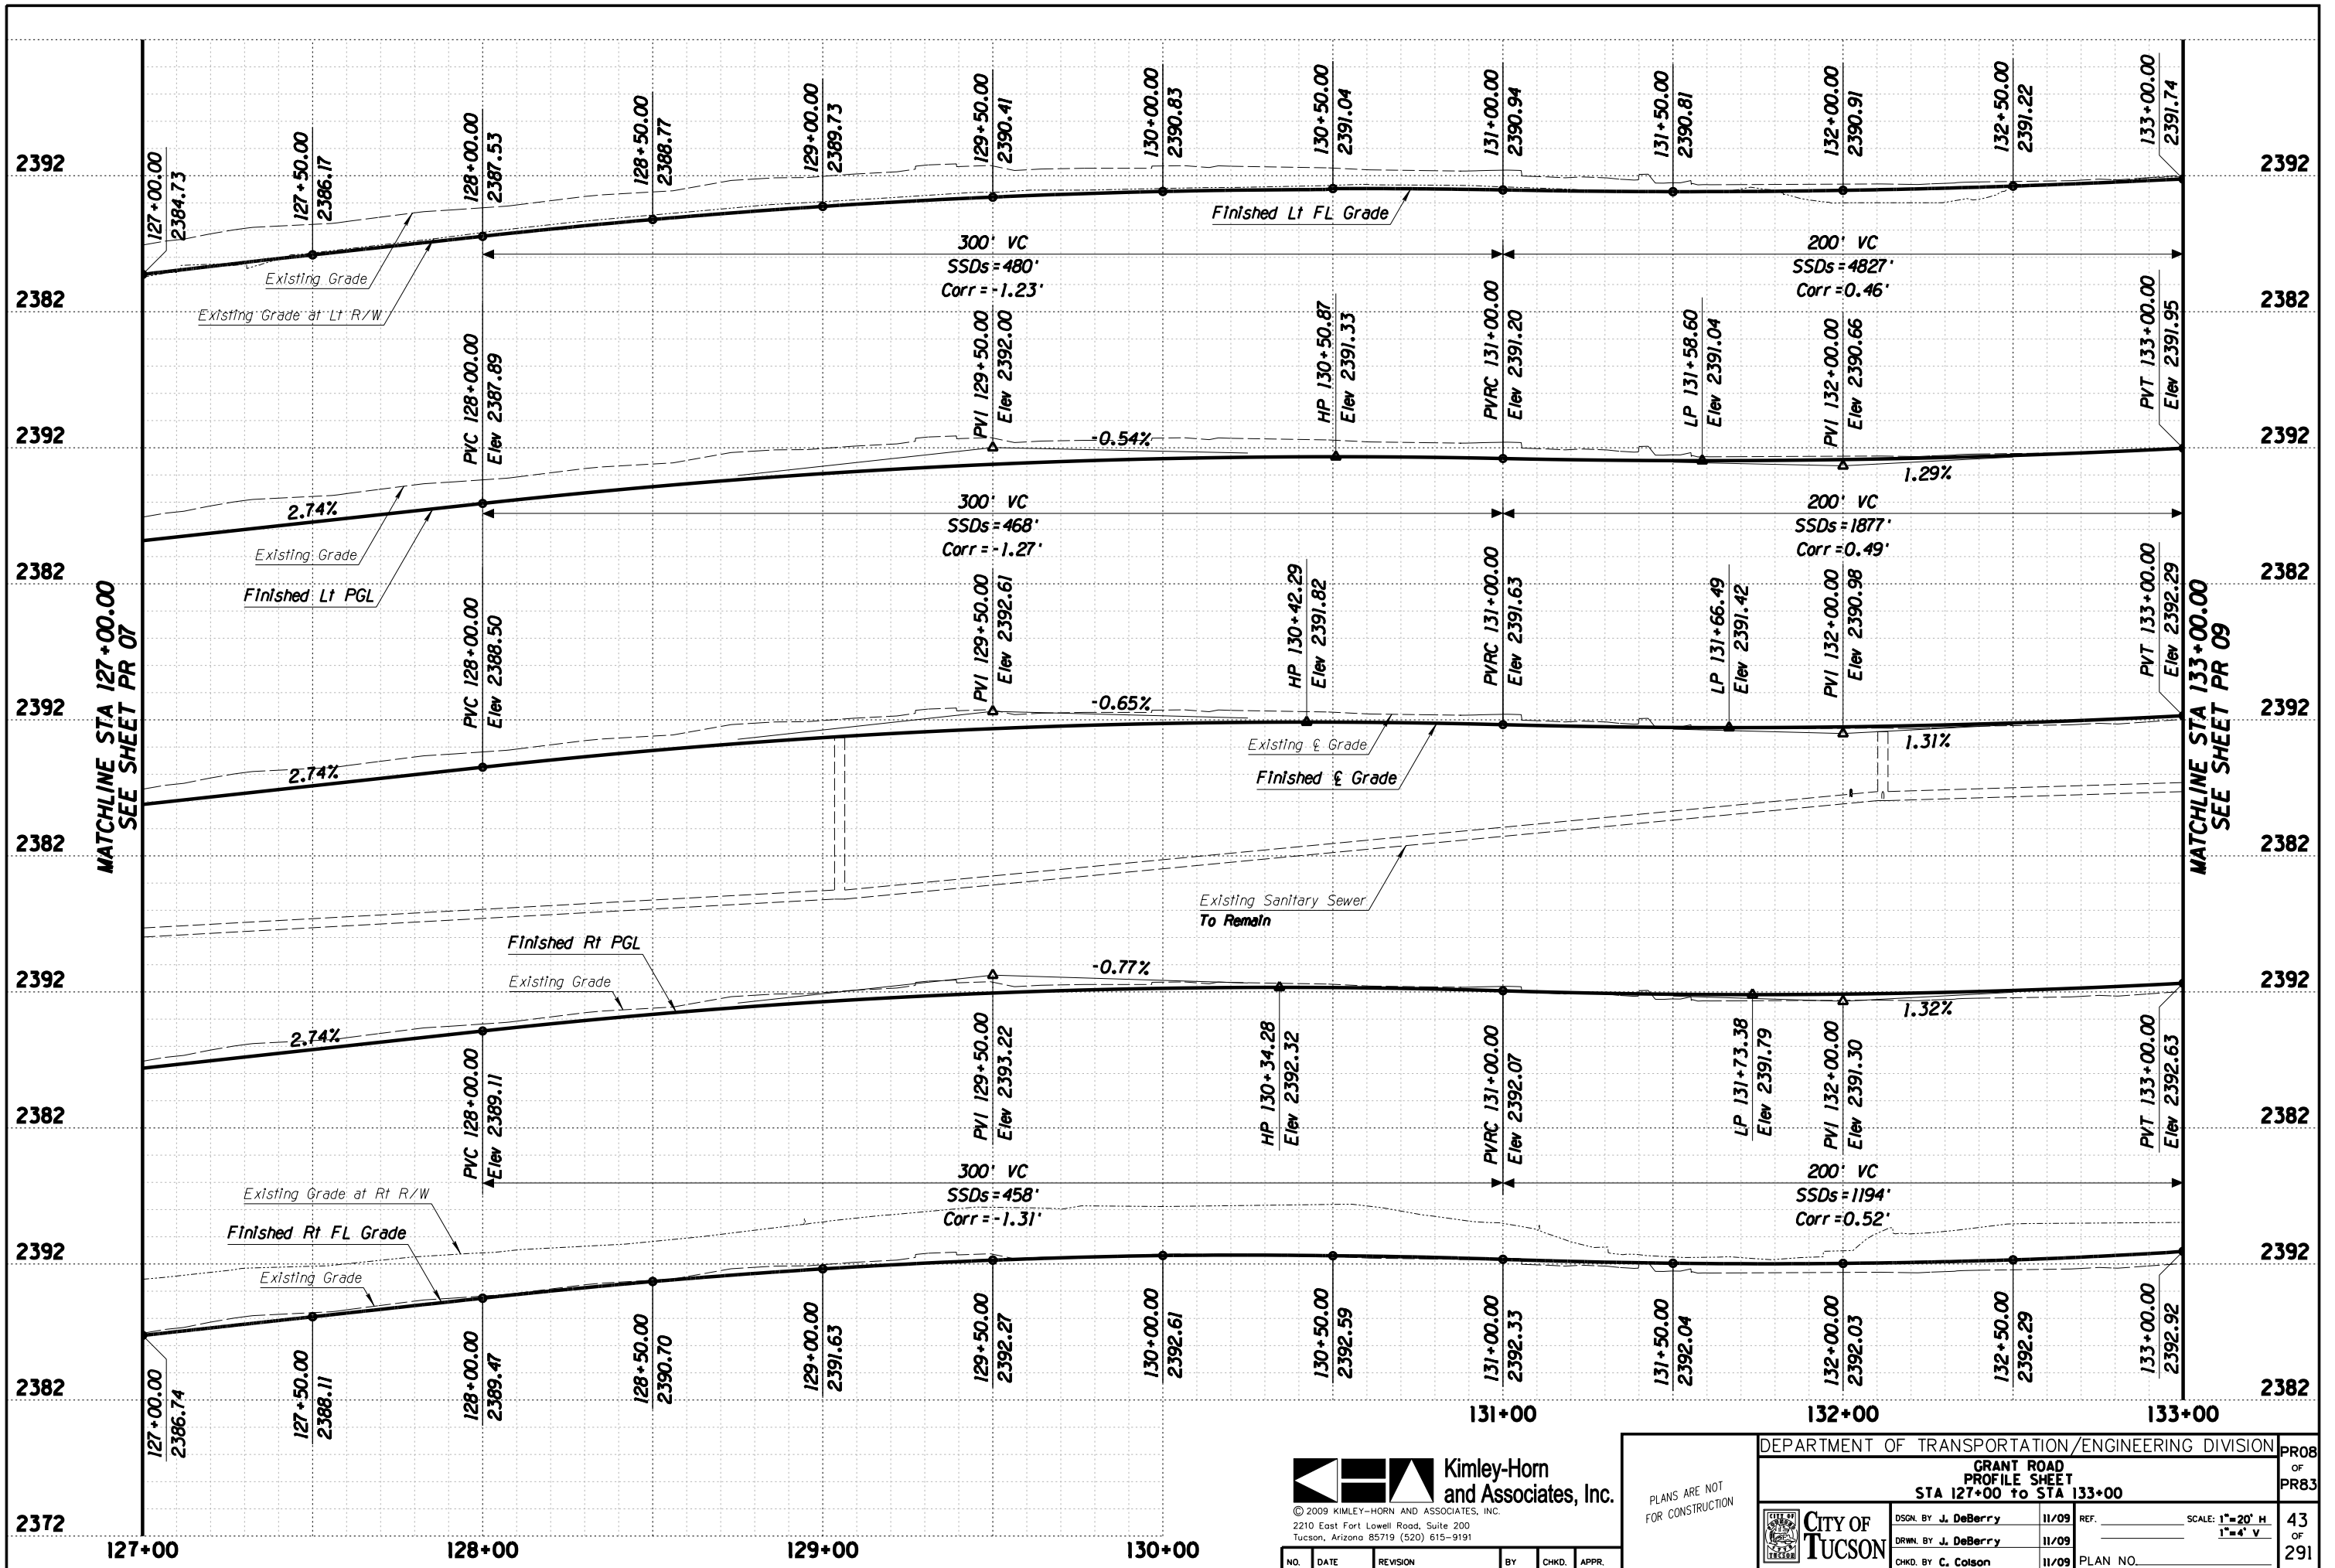 127+00.00
2384.73
127+50.00
2386.17
128+00.00
2387.53
128+50.00
2388.77
129+00.00
2389.73
129+50.00
2390.41
130+00.00
2390.83
130+50.00
2391.04
131+00.00
2390.94
131+50.00
2390.81
132+00.00
2390.91
132+50.00
2391.22
133+00.00
2391.74
2392
2392
Finished Lt FL Grade
Existing Grade
Existing Grade at Lt R/W
300' VC
SSDs=480'
Corr=-1.23'
200' VC
SSDs=4827'
Corr=0.46'
2382
2382
PVC 128+00.00
Elev 2387.89
PVI 129+50.00
Elev 2392.00
HP 130+50.87
Elev 2391.33
PVRC 131+00.00
Elev 2391.20
LP 131+58.60
Elev 2391.04
PVI 132+00.00
Elev 2390.66
PVT 133+00.00
Elev 2391.95
2392
2392
2.74%
-0.54%
1.29%
Existing Grade
Finished Lt PGL
300' VC
SSDs=468'
Corr=-1.27'
200' VC
SSDs=1877'
Corr=0.49'
2382
2382
MATCHLINE STA 127+00.00
SEE SHEET PR 07
MATCHLINE STA 133+00.00
SEE SHEET PR 09
PVC 128+00.00
Elev 2388.50
PVI 129+50.00
Elev 2392.61
HP 130+42.29
Elev 2391.82
PVRC 131+00.00
Elev 2391.63
LP 131+66.49
Elev 2391.42
PVI 132+00.00
Elev 2390.98
PVT 133+00.00
Elev 2392.29
2392
2392
2.74%
-0.65%
1.31%
Existing ℄ Grade
Finished ℄ Grade
2382
2382
Existing Sanitary Sewer
To Remain
Finished Rt PGL
Existing Grade
2392
2392
2.74%
-0.77%
1.32%
PVC 128+00.00
Elev 2389.11
PVI 129+50.00
Elev 2393.22
HP 130+34.28
Elev 2392.32
PVRC 131+00.00
Elev 2392.07
LP 131+73.38
Elev 2391.79
PVI 132+00.00
Elev 2391.30
PVT 133+00.00
Elev 2392.63
2382
2382
300' VC
SSDs=458'
Corr=-1.31'
200' VC
SSDs=1194'
Corr=0.52'
Existing Grade at Rt R/W
Finished Rt FL Grade
Existing Grade
2392
2392
127+00.00
2386.74
127+50.00
2388.11
128+00.00
2389.47
128+50.00
2390.70
129+00.00
2391.63
129+50.00
2392.27
130+00.00
2392.61
130+50.00
2392.59
131+00.00
2392.33
131+50.00
2392.04
132+00.00
2392.03
132+50.00
2392.29
133+00.00
2392.92
2382
2382
131+00
132+00
133+00
2372
127+00
128+00
129+00
130+00
Kimley-Horn
and Associates, Inc.
© 2009 KIMLEY-HORN AND ASSOCIATES, INC.
2210 East Fort Lowell Road, Suite 200
Tucson, Arizona 85719 (520) 615-9191
NO. DATE REVISION BY CHKD. APPR.
PLANS ARE NOT
FOR CONSTRUCTION
DEPARTMENT OF TRANSPORTATION/ENGINEERING DIVISION
GRANT ROAD
PROFILE SHEET
STA 127+00 to STA 133+00
PR08
OF
PR83
CITY OF
TUCSON
CITY OF
TUCSON
DSGN. BY J. DeBerry 11/09
DRWN. BY J. DeBerry 11/09
CHKD. BY C. Colson 11/09
REF.
SCALE: 1"=20' H
1"=4' V
PLAN NO.
43
OF
291